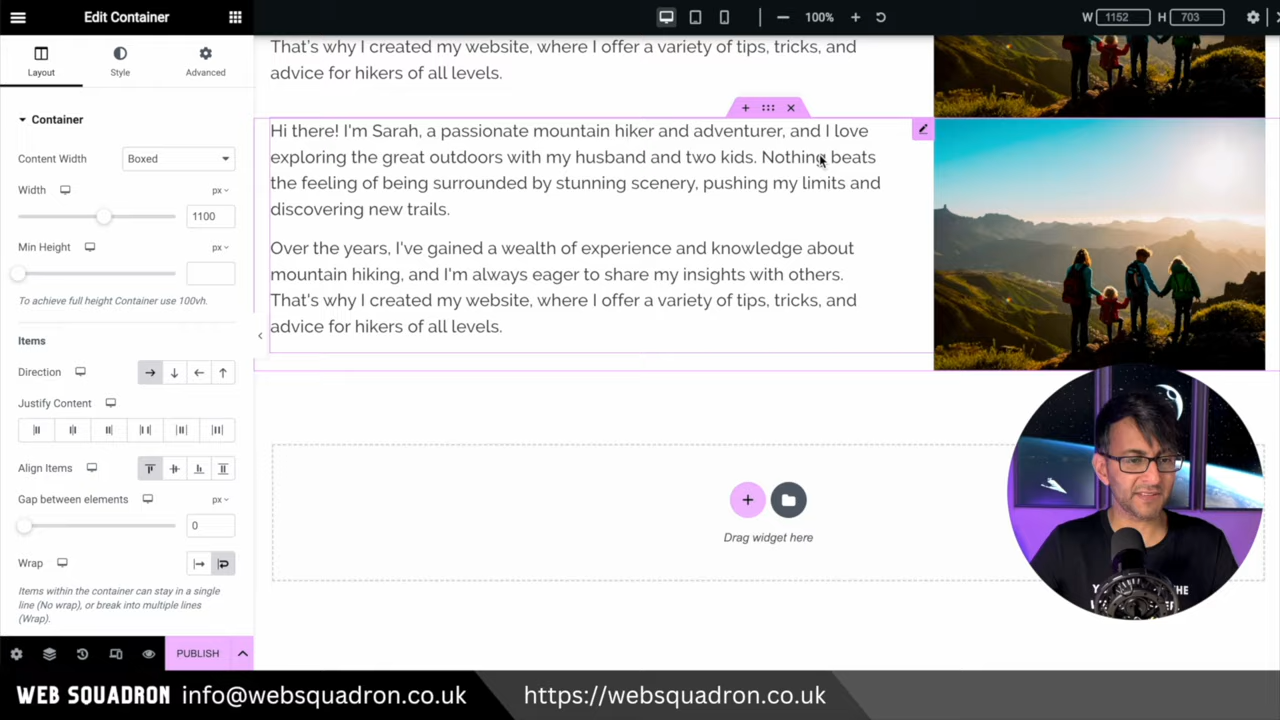 Edit Container
100%
W 1152 H 703
Layout
Style
Advanced
That's why I created my website, where I offer a variety of tips, tricks, and
advice for hikers of all levels.
Container
Content Width
Boxed
Width
px
1100
Min Height
px
To achieve full height Container use 100vh.
Items
Direction
Justify Content
Align Items
Gap between elements
px
0
Wrap
Items within the container can stay in a single
line (No wrap), or break into multiple lines
(Wrap).
PUBLISH
Hi there! I'm Sarah, a passionate mountain hiker and adventurer, and I love
exploring the great outdoors with my husband and two kids. Nothing beats
the feeling of being surrounded by stunning scenery, pushing my limits and
discovering new trails.
Over the years, I've gained a wealth of experience and knowledge about
mountain hiking, and I'm always eager to share my insights with others.
That's why I created my website, where I offer a variety of tips, tricks, and
advice for hikers of all levels.
Drag widget here
WEB SQUADRON info@websquadron.co.uk https://websquadron.co.uk